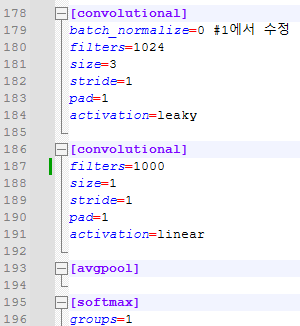 178 [convolutional]
179 batch_normalize=0 #1에서 수정
180 filters=1024
181 size=3
182 stride=1
183 pad=1
184 activation=leaky
185
186 [convolutional]
187 filters=1000
188 size=1
189 stride=1
190 pad=1
191 activation=linear
192
193 [avgpool]
194
195 [softmax]
196 groups=1